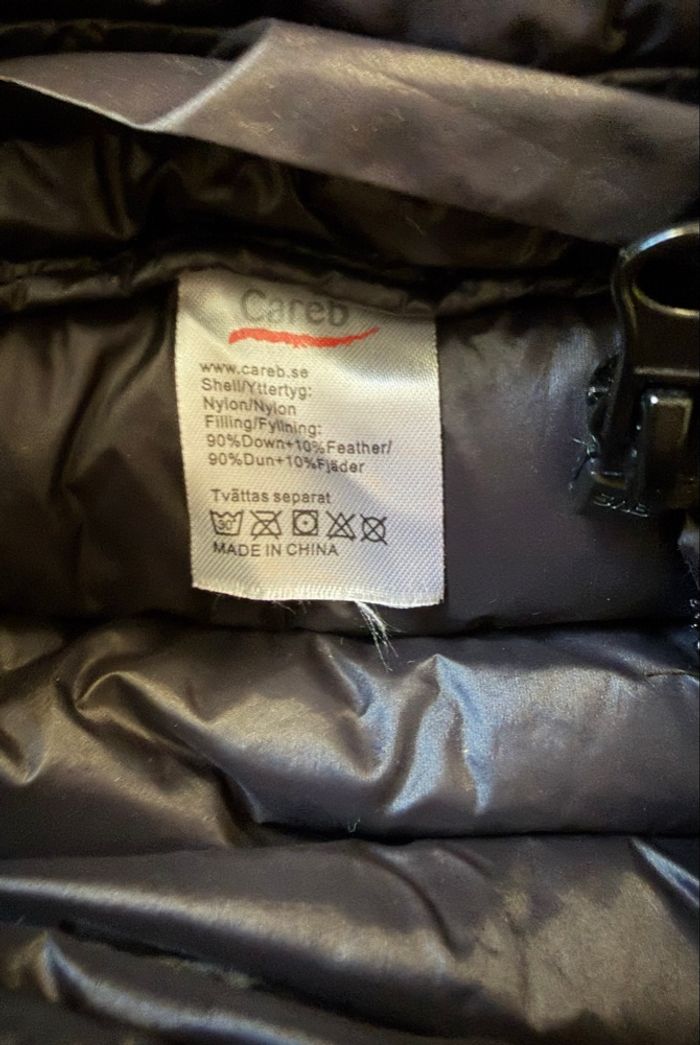 Careb
www.careb.se
Shell/Yttertyg:
Nylon/Nylon
Filling/Fyllning:
90%Down+10%Feather/
90%Dun+10%Fjäder
Tvättas separat
30°
MADE IN CHINA